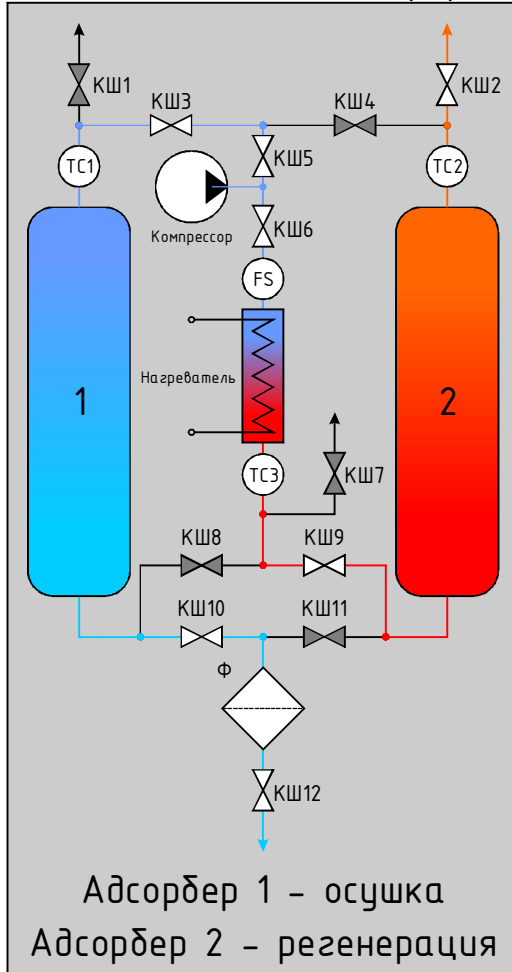 КШ1
КШ3
КШ4
КШ2
ТС1
КШ5
ТС2
Компрессор
КШ6
FS
1
Нагреватель
2
ТС3
КШ7
КШ8
КШ9
КШ10
КШ11
Ф
КШ12
Адсорбер 1 - осушка
Адсорбер 2 - регенерация